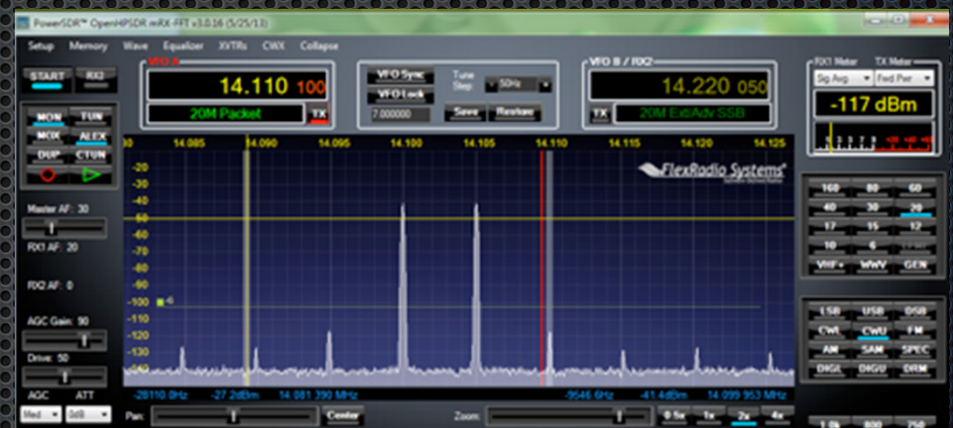 PowerSDR™ OpenHPSDR mRX-FFT v3.0.16 (5/25/13)
Setup Memory Wave Equalizer XVTRs CWX Collapse
START RX2
VFO A
14.110 100
20M Packet TX
VFO Sync
VFO Lock
7.000000
Tune Step: 50Hz
Save Restore
VFO B / RX2
14.220 050
TX 20M Ext/Adv SSB
RX1 Meter TX Meter
Sig Avg Fwd Pwr
-117 dBm
MON TUN
MOX ALEX
DUP CTUN
Master AF: 30
RX1 AF: 20
RX2 AF: 0
AGC Gain: 90
Drive: 50
AGC ATT
Med 0dB
14.085 14.090 14.095 14.100 14.105 14.110 14.115 14.120 14.125
FlexRadio Systems®
-20
-30
-40
-50
-60
-70
-80
-90
-100 -G
-110
-120
-130
-140
-28110.0Hz -27.2dBm 14.081 390 MHz -9546.6Hz -41.4dBm 14.099 953 MHz
Pan: Center Zoom: 0.5x 1x 2x 4x
160 80 60
40 30 20
17 15 12
10 6
VHF+ WWV GEN
LSB USB DSB
CWL CWU FM
AM SAM SPEC
DIGL DIGU DRM
1.0k 800 750